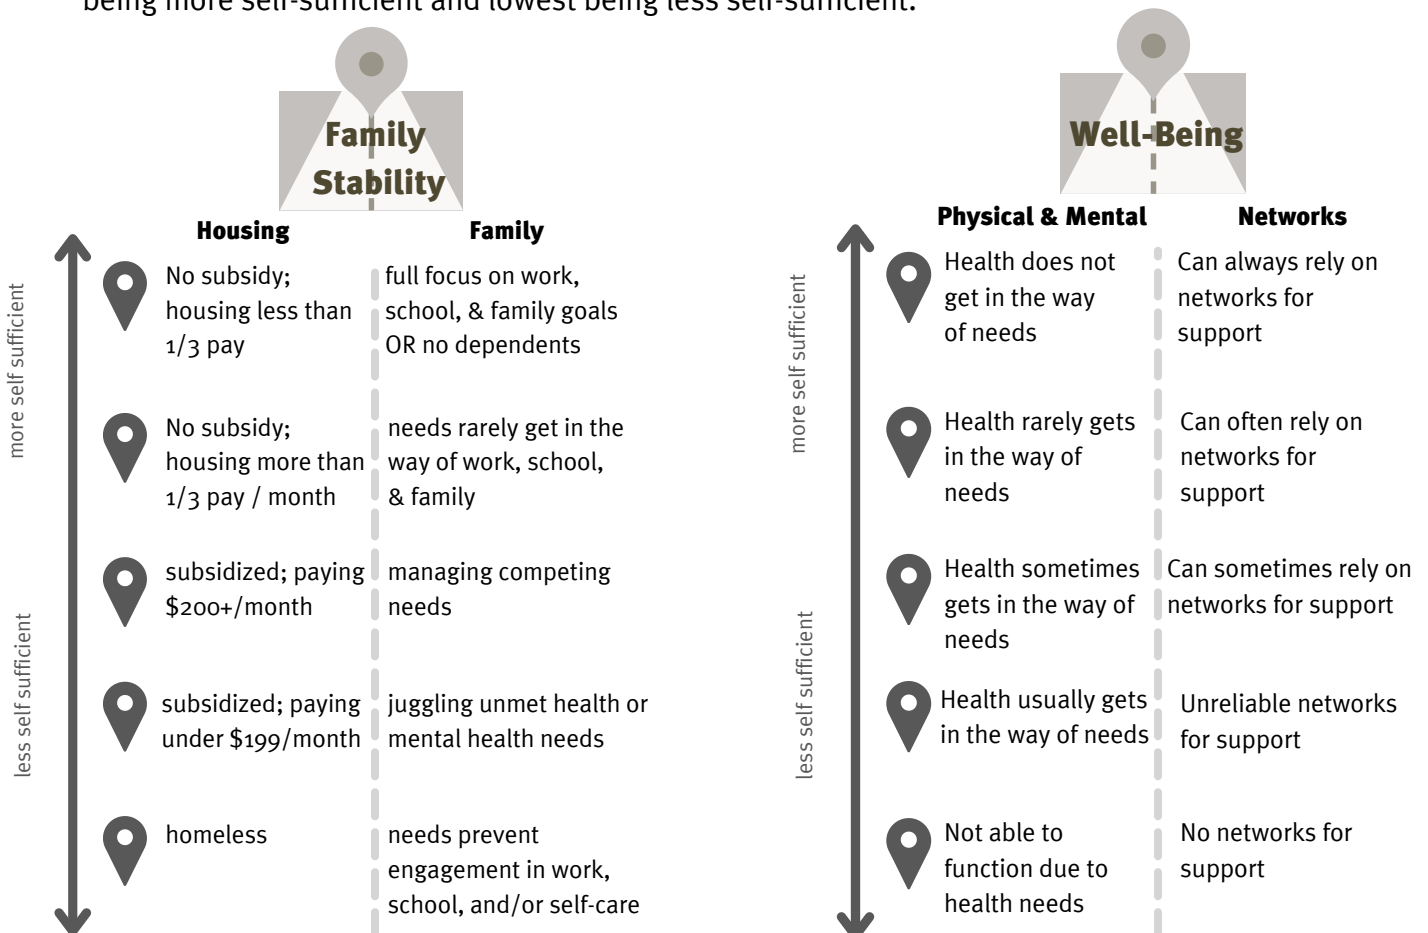 being more self-sufficient and lowest being less self-sufficient.
Family
Stability
Housing
Family
more self sufficient
less self sufficient
No subsidy;
housing less than
1/3 pay
full focus on work,
school, & family goals
OR no dependents
No subsidy;
housing more than
1/3 pay / month
needs rarely get in the
way of work, school,
& family
subsidized; paying
$200+/month
managing competing
needs
subsidized; paying
under $199/month
juggling unmet health or
mental health needs
homeless
needs prevent
engagement in work,
school, and/or self-care
Well-Being
Physical & Mental
Networks
more self sufficient
less self sufficient
Health does not
get in the way
of needs
Can always rely on
networks for
support
Health rarely gets
in the way of
needs
Can often rely on
networks for
support
Health sometimes
gets in the way of
needs
Can sometimes rely on
networks for support
Health usually gets
in the way of needs
Unreliable networks
for support
Not able to
function due to
health needs
No networks for
support